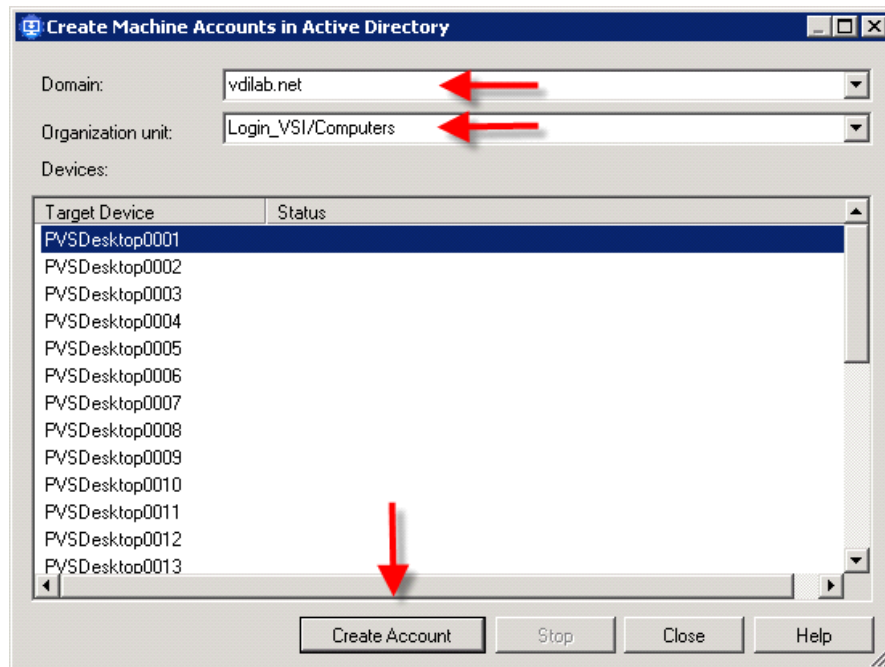 Create Machine Accounts in Active Directory
Domain: vdilab.net
Organization unit: Login_VSI/Computers
Devices:
Target Device Status
PVSDesktop0001
PVSDesktop0002
PVSDesktop0003
PVSDesktop0004
PVSDesktop0005
PVSDesktop0006
PVSDesktop0007
PVSDesktop0008
PVSDesktop0009
PVSDesktop0010
PVSDesktop0011
PVSDesktop0012
PVSDesktop0013
Create Account Stop Close Help